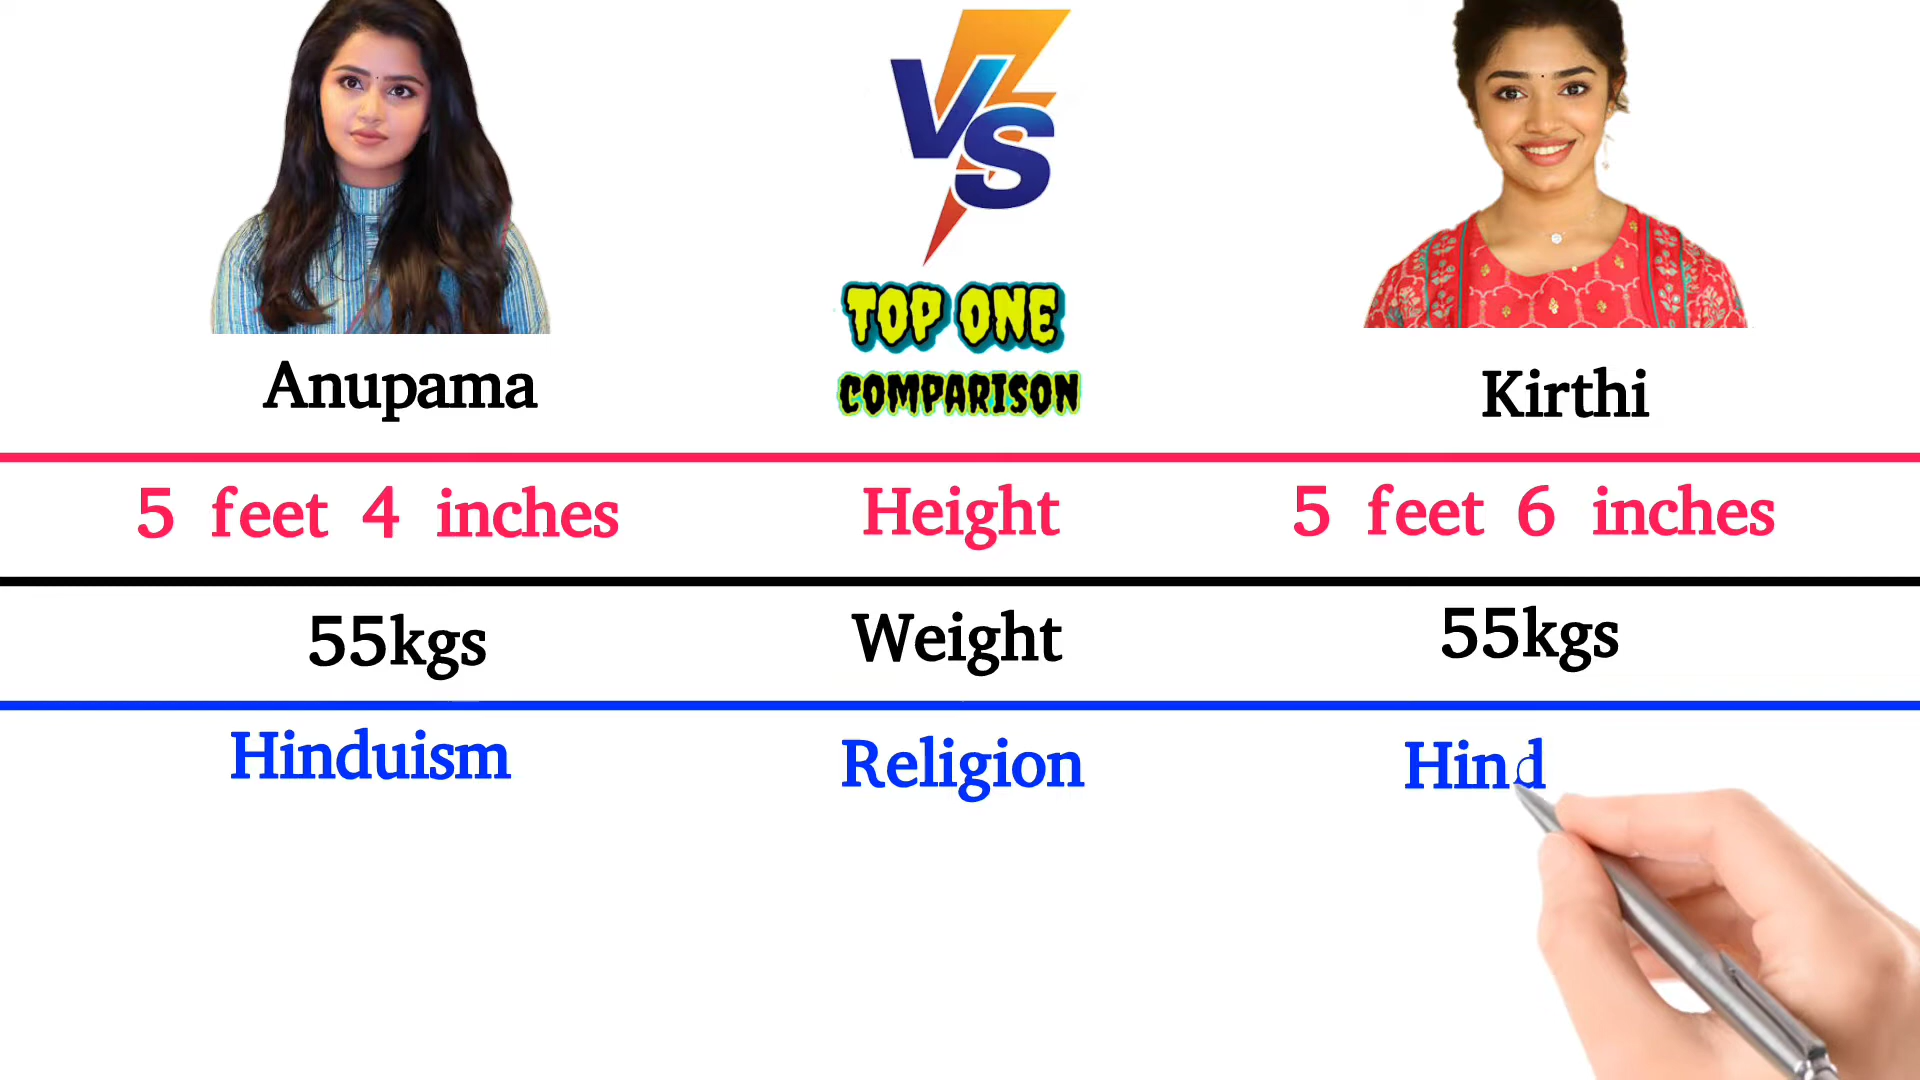 VS
TOP ONE
COMPARISON
Anupama
Kirthi
5 feet 4 inches Height 5 feet 6 inches
55kgs Weight 55kgs
Hinduism Religion Hind